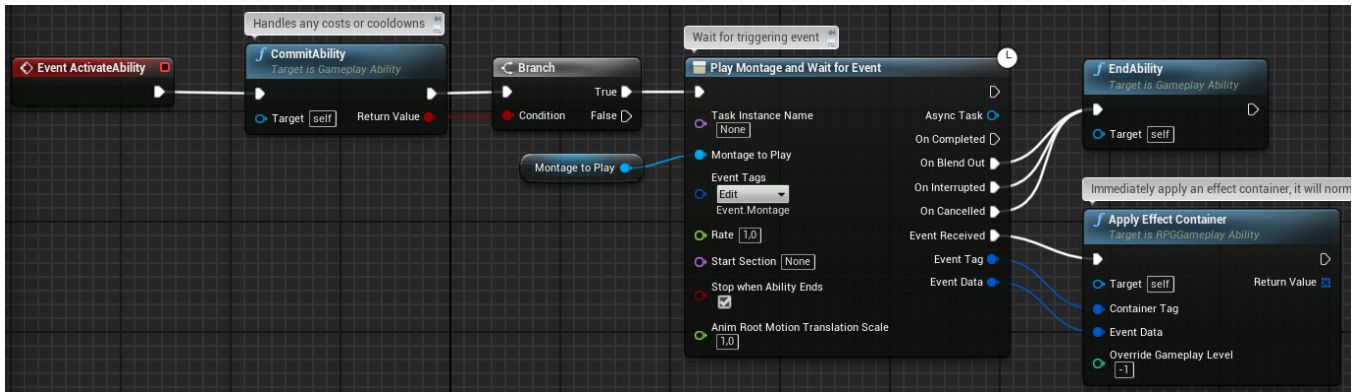 Handles any costs or cooldowns
Event ActivateAbility
CommitAbility
Target is Gameplay Ability
Target self
Return Value
Branch
True
Condition
False
Montage to Play
Wait for triggering event
Play Montage and Wait for Event
Task Instance Name
None
Async Task
On Completed
Montage to Play
On Blend Out
Event Tags
Edit
Event.Montage
On Interrupted
On Cancelled
Rate 1,0
Event Received
Start Section None
Event Tag
Stop when Ability Ends
Event Data
Anim Root Motion Translation Scale
1,0
EndAbility
Target is Gameplay Ability
Target self
Immediately apply an effect container, it will norm
Apply Effect Container
Target is RPGGameplay Ability
Target self
Return Value
Container Tag
Event Data
Override Gameplay Level
-1